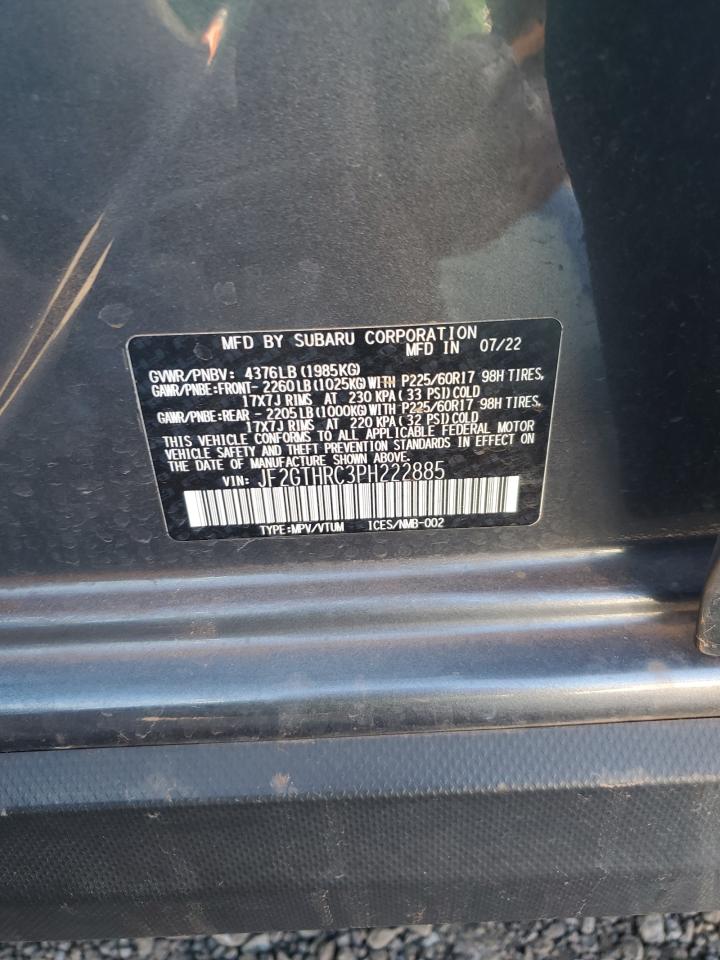 MFD BY SUBARU CORPORATION
MFD IN 07/22
GVWR/PNBV: 4376LB(1985KG)
GAWR/PNBE:FRONT- 2260LB(1025KG)WITH P225/60R17 98H TIRES,
17X7J RIMS AT 230 KPA( 33 PSI)COLD
GAWR/PNBE:REAR - 2205LB(1000KG)WITH P225/60R17 98H TIRES,
17X7J RIMS AT 220 KPA( 32 PSI)COLD
THIS VEHICLE CONFORMS TO ALL APPLICABLE FEDERAL MOTOR
VEHICLE SAFETY AND THEFT PREVENTION STANDARDS IN EFFECT ON
THE DATE OF MANUFACTURE SHOWN ABOVE.
VIN: JF2GTHRC3PH222885
TYPE:MPV/VTUM ICES/NMB-002